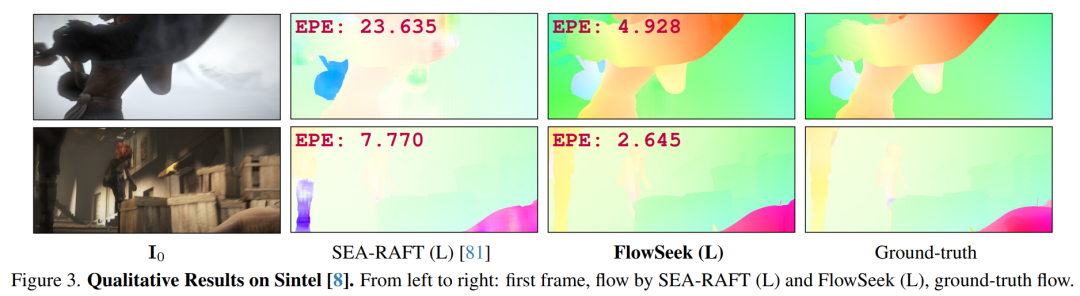 EPE: 23.635
EPE: 4.928
EPE: 7.770
EPE: 2.645
I₀
SEA-RAFT (L) [81]
FlowSeek (L)
Ground-truth
Figure 3. Qualitative Results on Sintel [8]. From left to right: first frame, flow by SEA-RAFT (L) and FlowSeek (L), ground-truth flow.